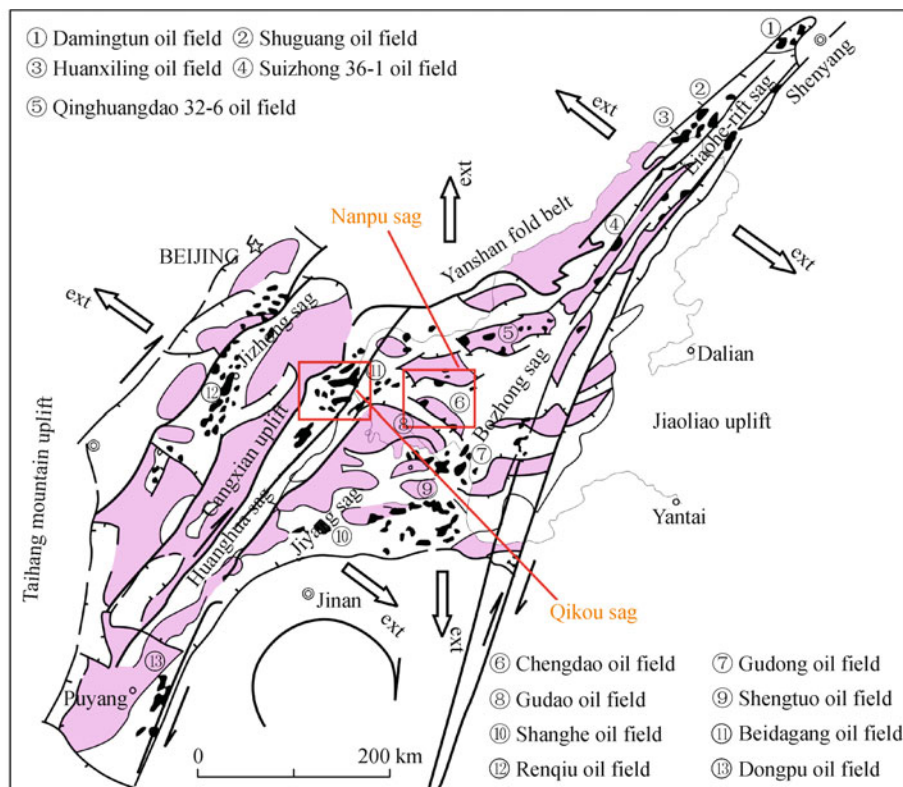 ① Damingtun oil field ② Shuguang oil field
③ Huanxiling oil field ④ Suizhong 36-1 oil field
⑤ Qinghuangdao 32-6 oil field
①
Shenyang
②
③
Liaohe-rift sag
ext
ext
Nanpu sag
Yanshan fold belt
④
ext
BEIJING
ext
⑤
Jizhong sag
Dalian
⑪
⑫
⑥
Bozhong sag
Cangxian uplift
⑧
Jiaoliao uplift
⑦
Taihang mountain uplift
Huanghua sag
⑨
Jiyang sag
Yantai
⑩
Jinan
ext
ext
Qikou sag
⑬
Puyang
⑥ Chengdao oil field ⑦ Gudong oil field
⑧ Gudao oil field ⑨ Shengtuo oil field
⑩ Shanghe oil field ⑪ Beidagang oil field
⑫ Renqiu oil field ⑬ Dongpu oil field
0 200 km